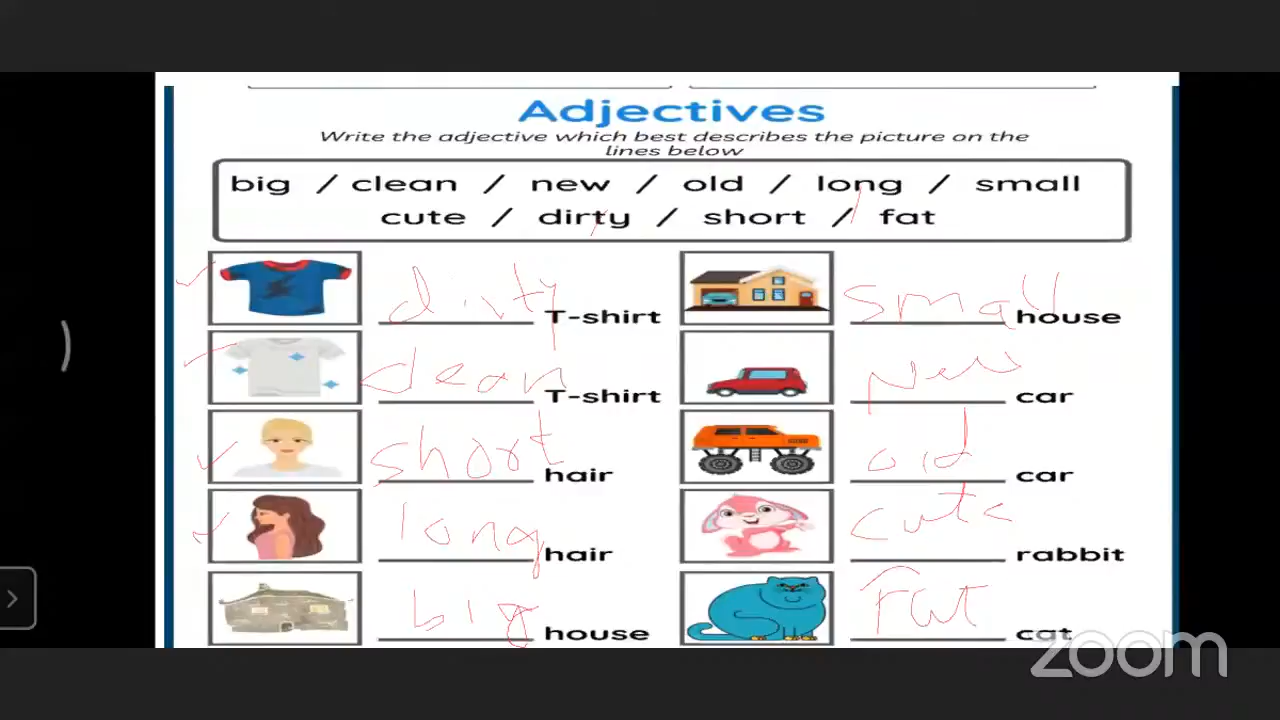 Adjectives
Write the adjective which best describes the picture on the
lines below
big / clean / new / old / long / small
cute / dirty / short / fat
dirty T-shirt
small house
clean T-shirt
New car
short hair
old car
long hair
cute rabbit
big house
Fat cat
zoom